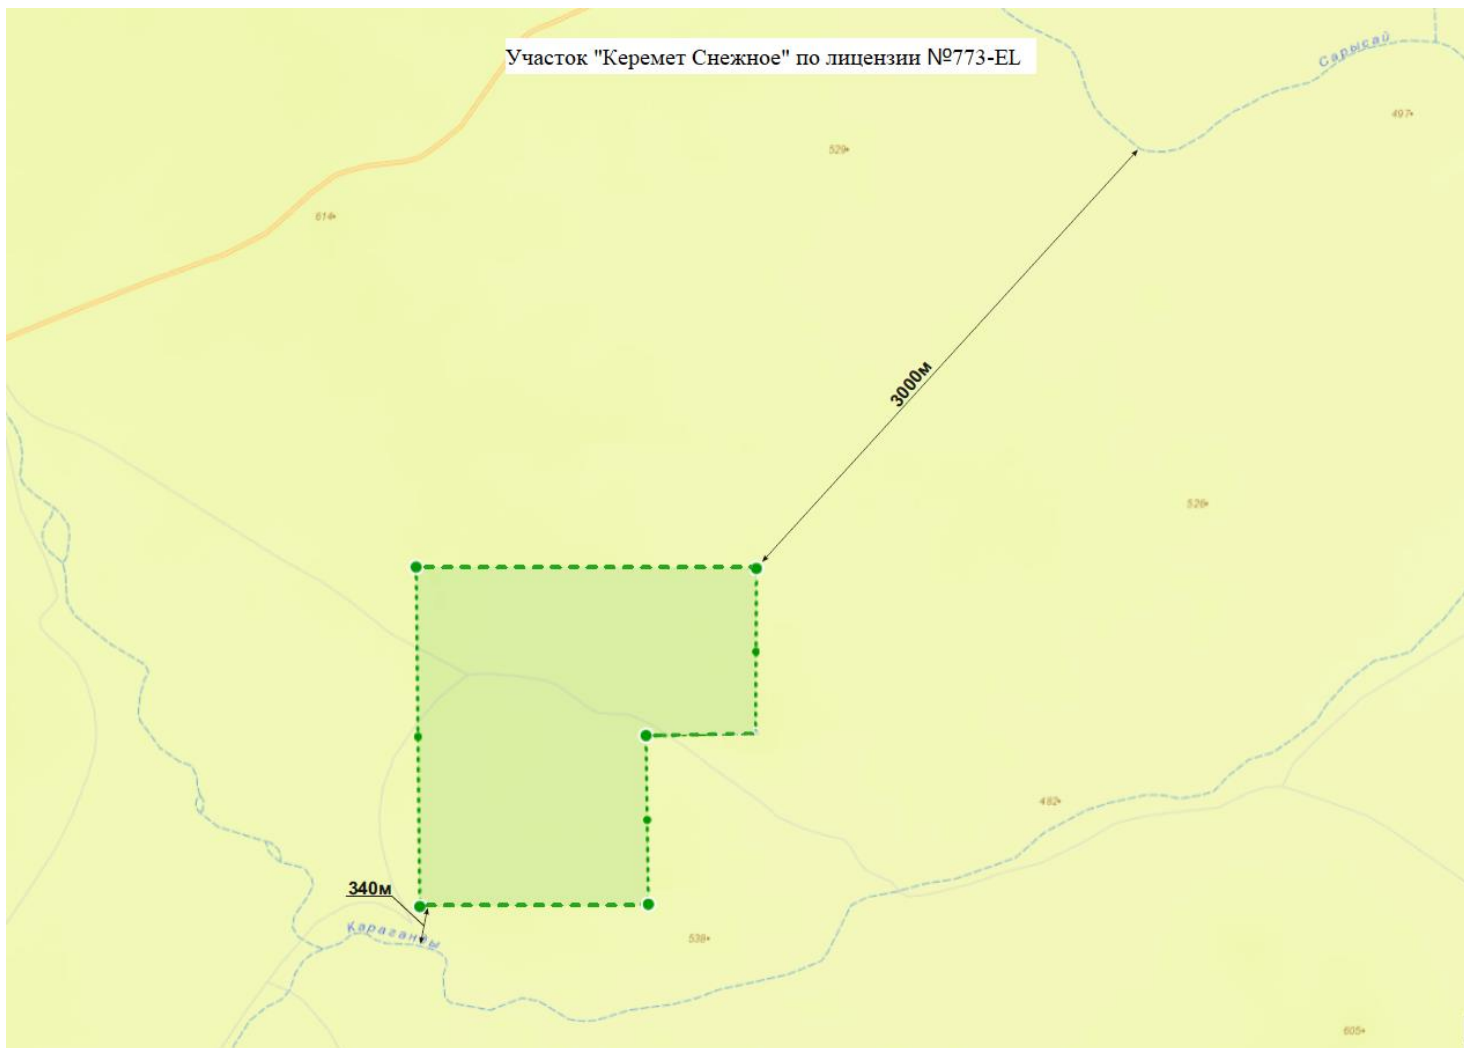 Участок "Керемет Снежное" по лицензии №773-EL
Сарысай
497
529
614
3000м
526
482
340м
Караганды
539
605